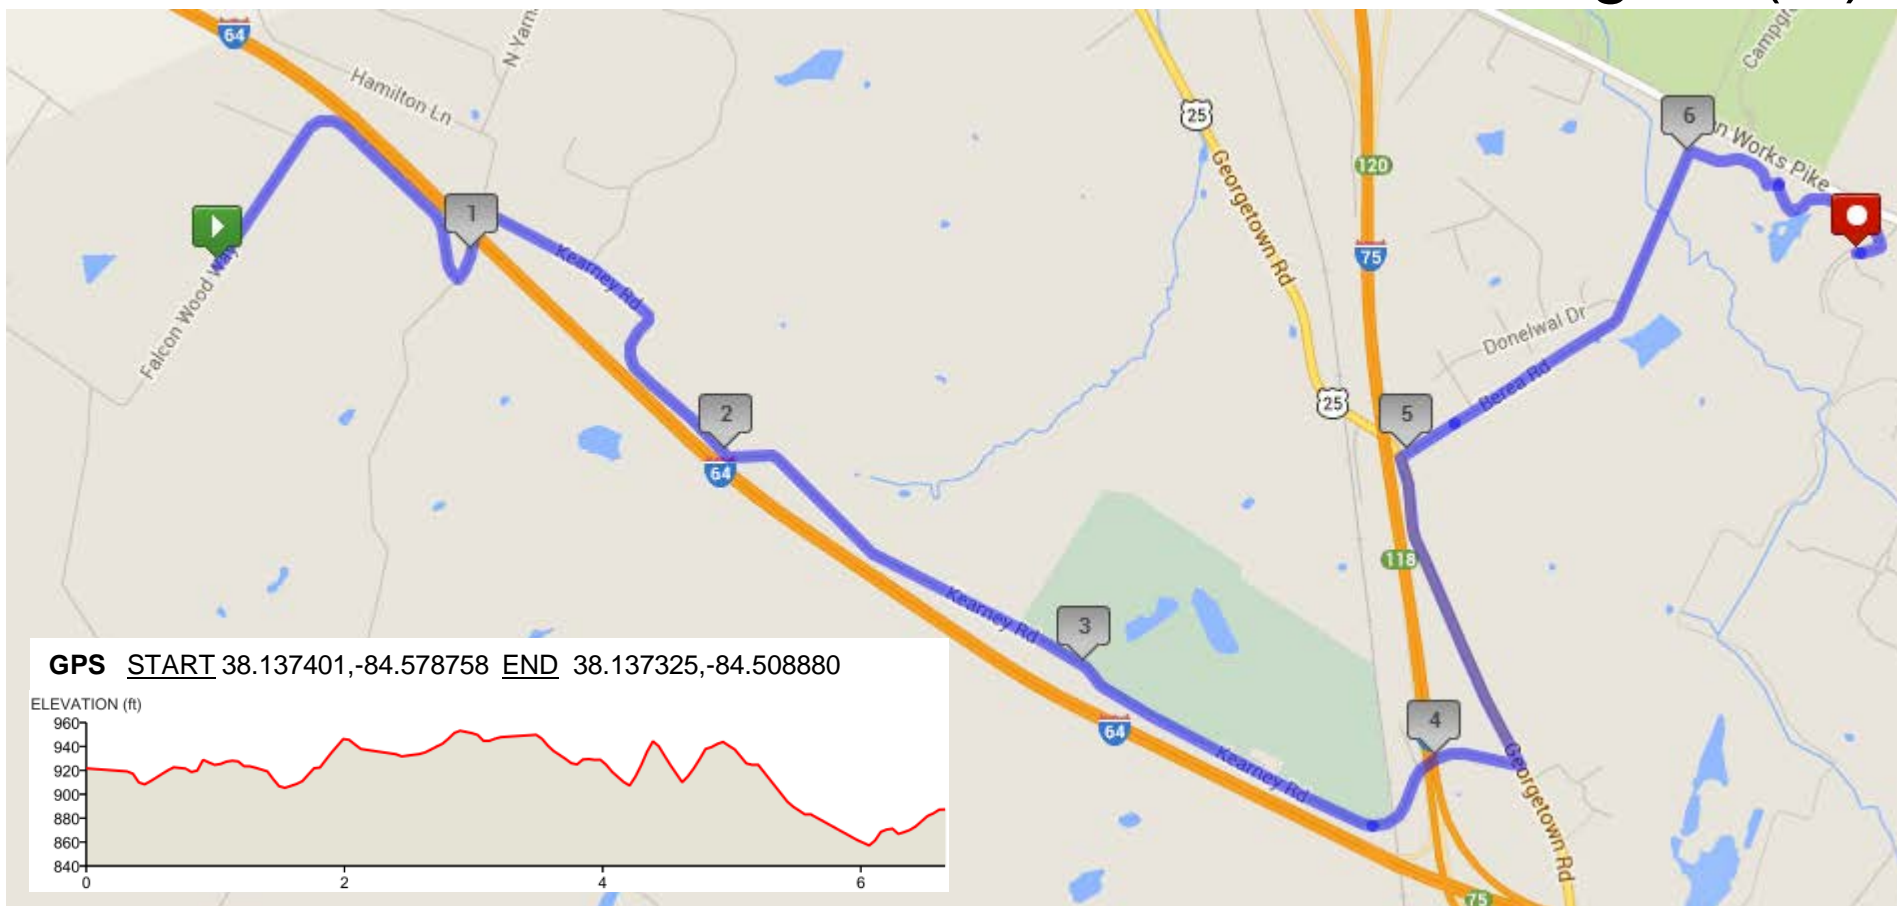 64
Hamilton Ln
25
120
6
Works Pike
1
Georgetown Rd
75
Falcon Wood Way
Kearney Rd
Donelwal Dr
25
2
5
Berea Rd
64
118
Kearney Rd
3
64
4
Kearney Rd
Georgetown Rd
75
GPS START 38.137401,-84.578758 END 38.137325,-84.508880
ELEVATION (ft)
960
940
920
900
880
860
840
0 2 4 6